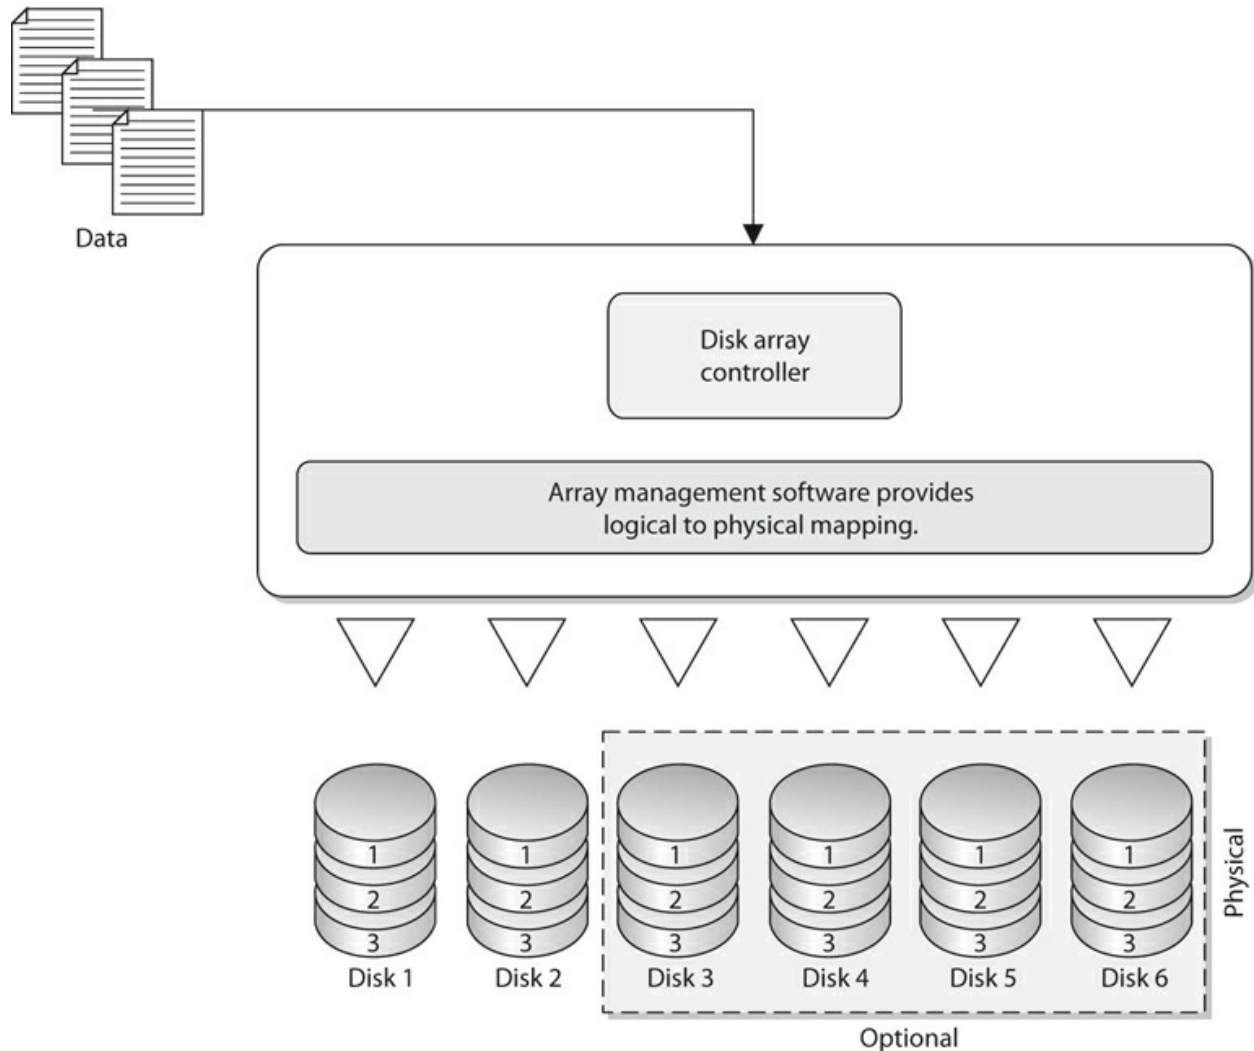 Data
Disk array
controller
Array management software provides
logical to physical mapping.
1 1 1 1 1 1
2 2 2 2 2 2
3 3 3 3 3 3
Disk 1 Disk 2 Disk 3 Disk 4 Disk 5 Disk 6
Physical
Optional